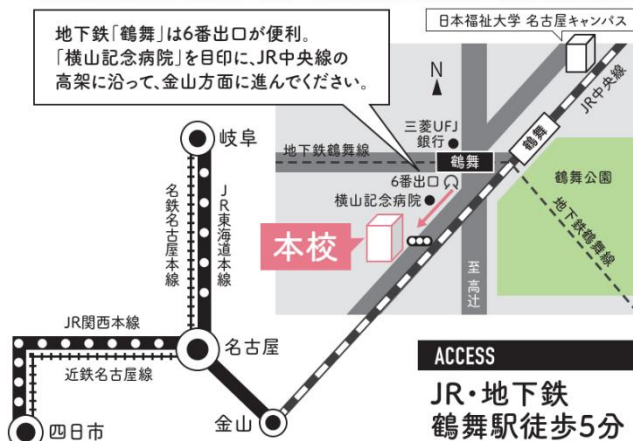 地下鉄「鶴舞」は6番出口が便利。
「横山記念病院」を目印に、JR中央線の
高架に沿って、金山方面に進んでください。
日本福祉大学 名古屋キャンパス
N
JR中央線
三菱UFJ
銀行
地下鉄鶴舞線
鶴舞
鶴舞
6番出口
横山記念病院
鶴舞公園
地下鉄鶴舞線
本校
至 高辻
岐阜
名鉄名古屋本線
JR東海道本線
JR関西本線
名古屋
近鉄名古屋線
四日市
金山
ACCESS
JR・地下鉄
鶴舞駅徒歩5分